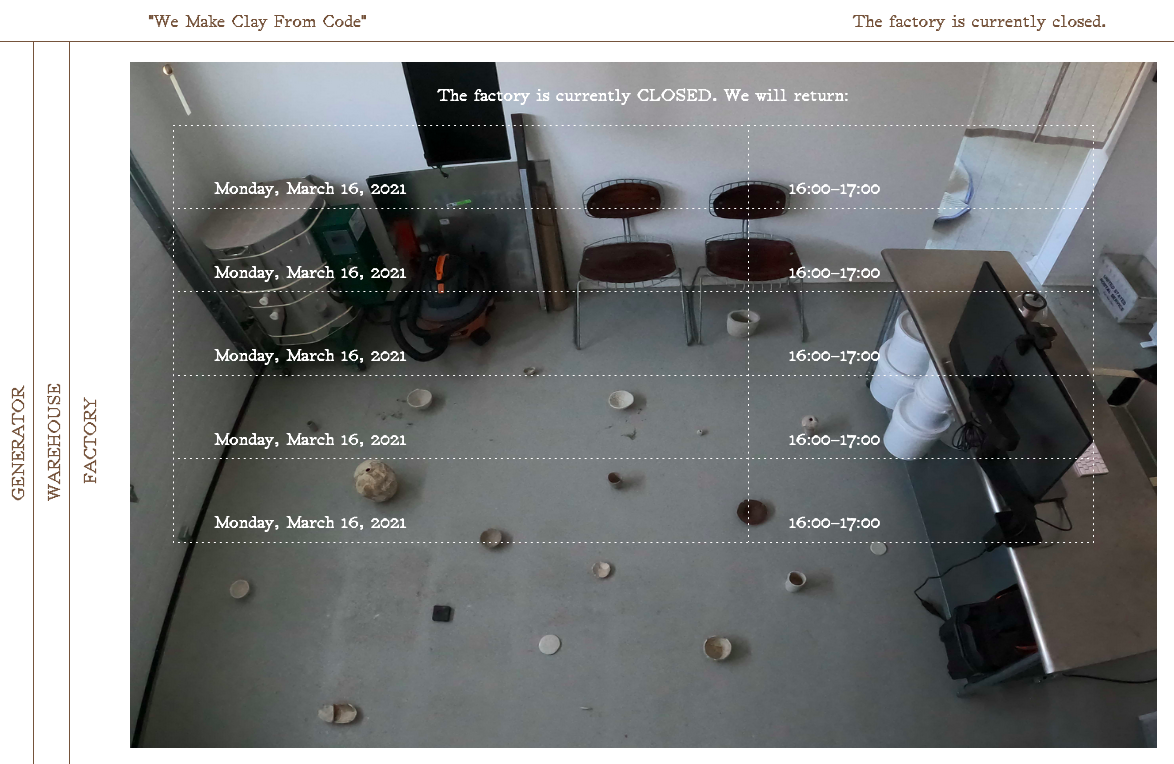 "We Make Clay From Code"
The factory is currently closed.
GENERATOR
WAREHOUSE
FACTORY
The factory is currently CLOSED. We will return:
Monday, March 16, 2021 16:00–17:00
Monday, March 16, 2021 16:00–17:00
Monday, March 16, 2021 16:00–17:00
Monday, March 16, 2021 16:00–17:00
Monday, March 16, 2021 16:00–17:00